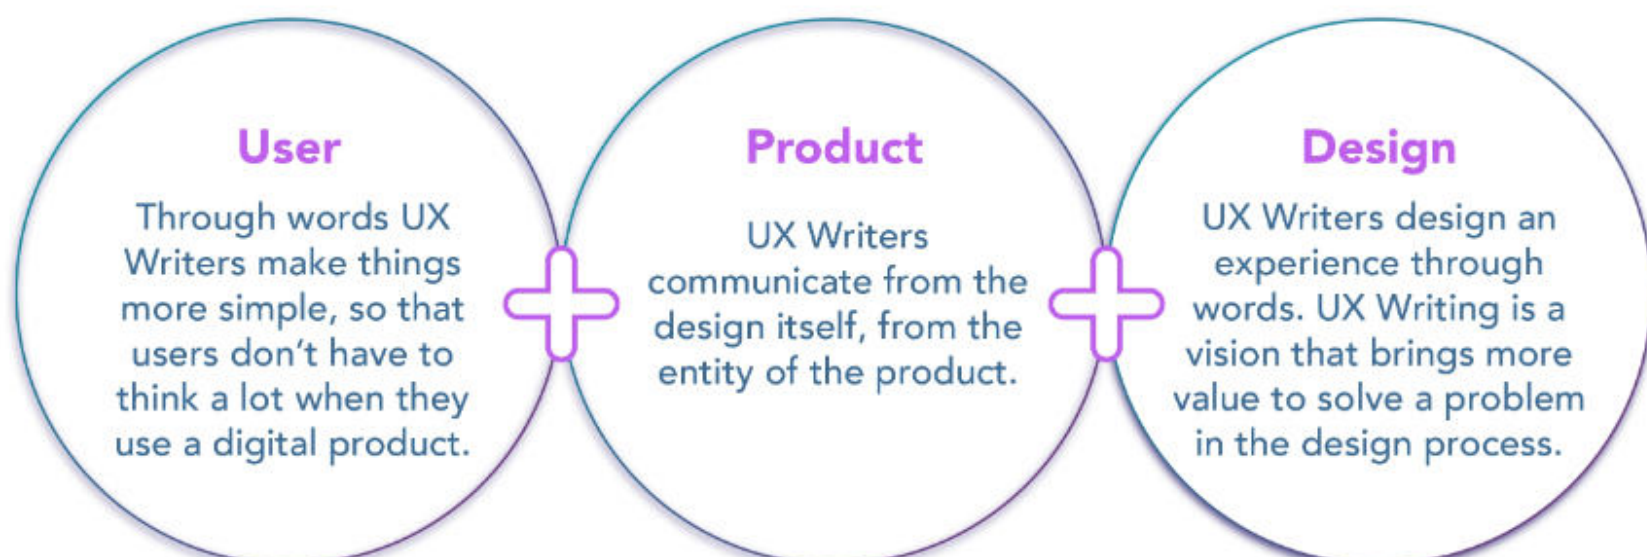 User
Through words UX
Writers make things
more simple, so that
users don't have to
think a lot when they
use a digital product.
Product
UX Writers
communicate from the
design itself, from the
entity of the product.
Design
UX Writers design an
experience through
words. UX Writing is a
vision that brings more
value to solve a problem
in the design process.